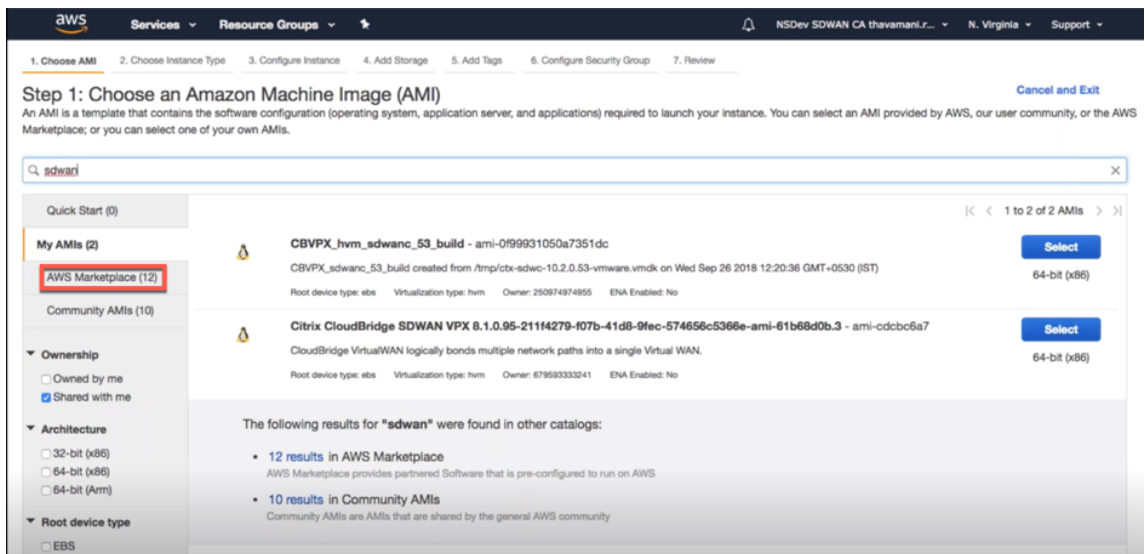 aws
Services
Resource Groups
NSDev SDWAN CA thavamani.r...
N. Virginia
Support
1. Choose AMI
2. Choose Instance Type
3. Configure Instance
4. Add Storage
5. Add Tags
6. Configure Security Group
7. Review
Step 1: Choose an Amazon Machine Image (AMI)
Cancel and Exit
An AMI is a template that contains the software configuration (operating system, application server, and applications) required to launch your instance. You can select an AMI provided by AWS, our user community, or the AWS
Marketplace; or you can select one of your own AMIs.
sdwan
Quick Start (0)
My AMIs (2)
AWS Marketplace (12)
Community AMIs (10)
Ownership
Owned by me
Shared with me
Architecture
32-bit (x86)
64-bit (x86)
64-bit (Arm)
Root device type
EBS
1 to 2 of 2 AMIs
CBVPX_hvm_sdwanc_53_build - ami-0f99931050a7351dc
Select
CBVPX_sdwanc_53_build created from /tmp/ctx-sdwc-10.2.0.53-vmware.vmdk on Wed Sep 26 2018 12:20:36 GMT+0530 (IST)
64-bit (x86)
Root device type: ebs Virtualization type: hvm Owner: 250974974955 ENA Enabled: No
Citrix CloudBridge SDWAN VPX 8.1.0.95-211f4279-f07b-41d8-9fec-574656c5366e-ami-61b68d0b.3 - ami-cdcbc6a7
Select
CloudBridge VirtualWAN logically bonds multiple network paths into a single Virtual WAN.
64-bit (x86)
Root device type: ebs Virtualization type: hvm Owner: 679593333241 ENA Enabled: No
The following results for "sdwan" were found in other catalogs:
12 results in AWS Marketplace
AWS Marketplace provides partnered Software that is pre-configured to run on AWS
10 results in Community AMIs
Community AMIs are AMIs that are shared by the general AWS community